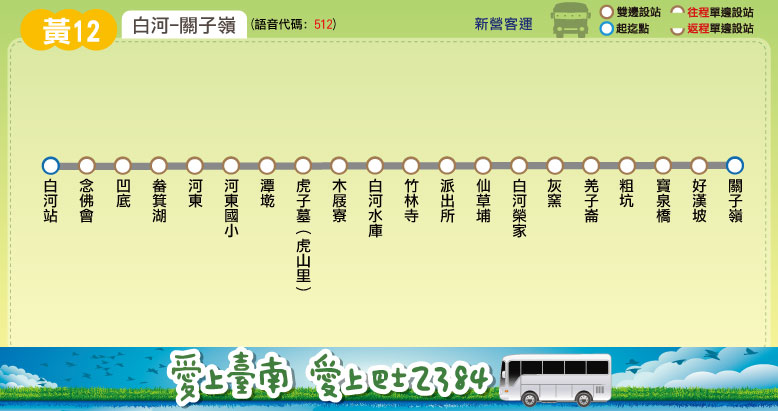 黃12
白河-關子嶺
(語音代碼: 512)
新營客運
雙邊設站
往程單邊設站
起迄點
返程單邊設站
白河站
念佛會
凹底
畚箕湖
河東
河東國小
潭墘
虎子墓(虎山里)
木屐寮
白河水庫
竹林寺
派出所
仙草埔
白河榮家
灰窯
羌子崙
粗坑
寶泉橋
好漢坡
關子嶺
愛上臺南 愛上巴士2384